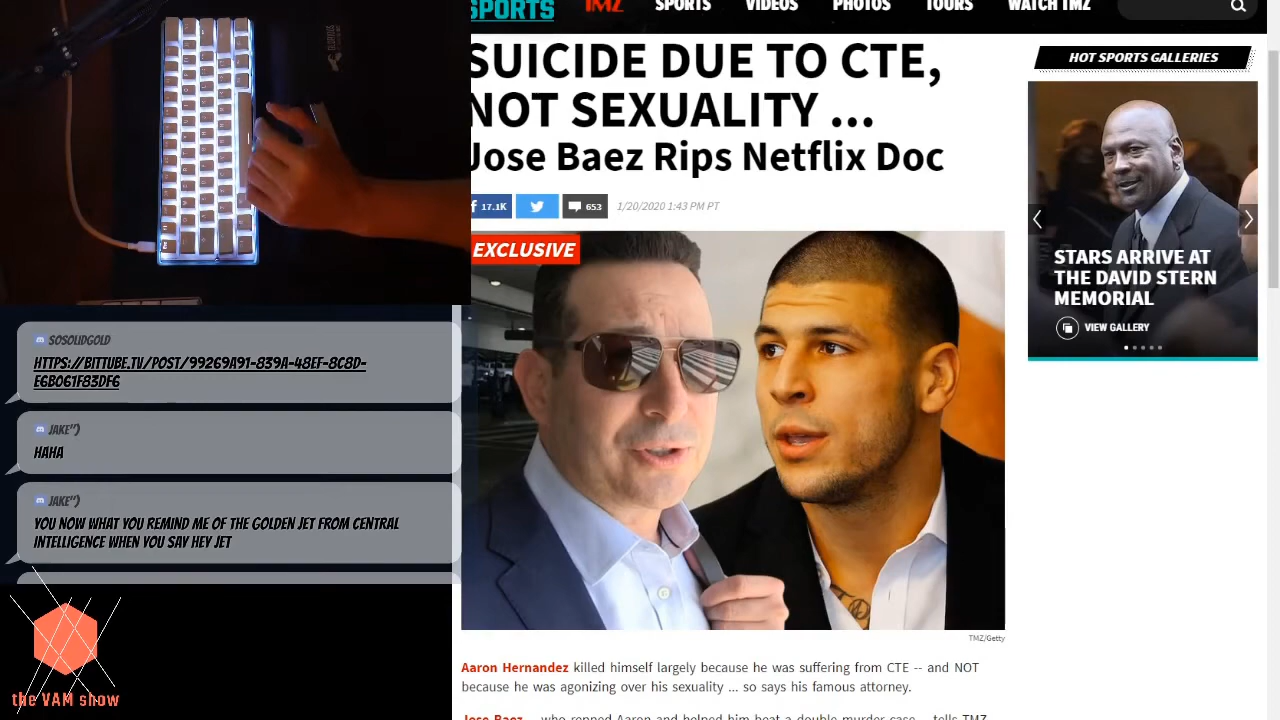 SOSOLIDGOLD
HTTPS://BITTUBE.TV/POST/99269A91-839A-48EF-8C8D-
E6B061F83DF6
JAKE")
HAHA
JAKE")
YOU NOW WHAT YOU REMIND ME OF THE GOLDEN JET FROM CENTRAL
INTELLIGENCE WHEN YOU SAY HEY JET
the VAM show
SPORTS TMZ SPORTS VIDEOS PHOTOS TOURS WATCH TMZ
SUICIDE DUE TO CTE,
NOT SEXUALITY ...
Jose Baez Rips Netflix Doc
f 17.1K 653 1/20/2020 1:43 PM PT
EXCLUSIVE
TMZ/Getty
Aaron Hernandez killed himself largely because he was suffering from CTE -- and NOT
because he was agonizing over his sexuality ... so says his famous attorney.
Jose Baez -- who repped Aaron and helped him beat a double murder case -- tells TMZ
HOT SPORTS GALLERIES
STARS ARRIVE AT
THE DAVID STERN
MEMORIAL
VIEW GALLERY